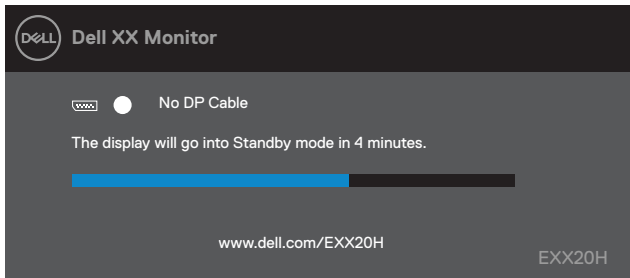 DELL Dell XX Monitor
No DP Cable
The display will go into Standby mode in 4 minutes.
www.dell.com/EXX20H
EXX20H